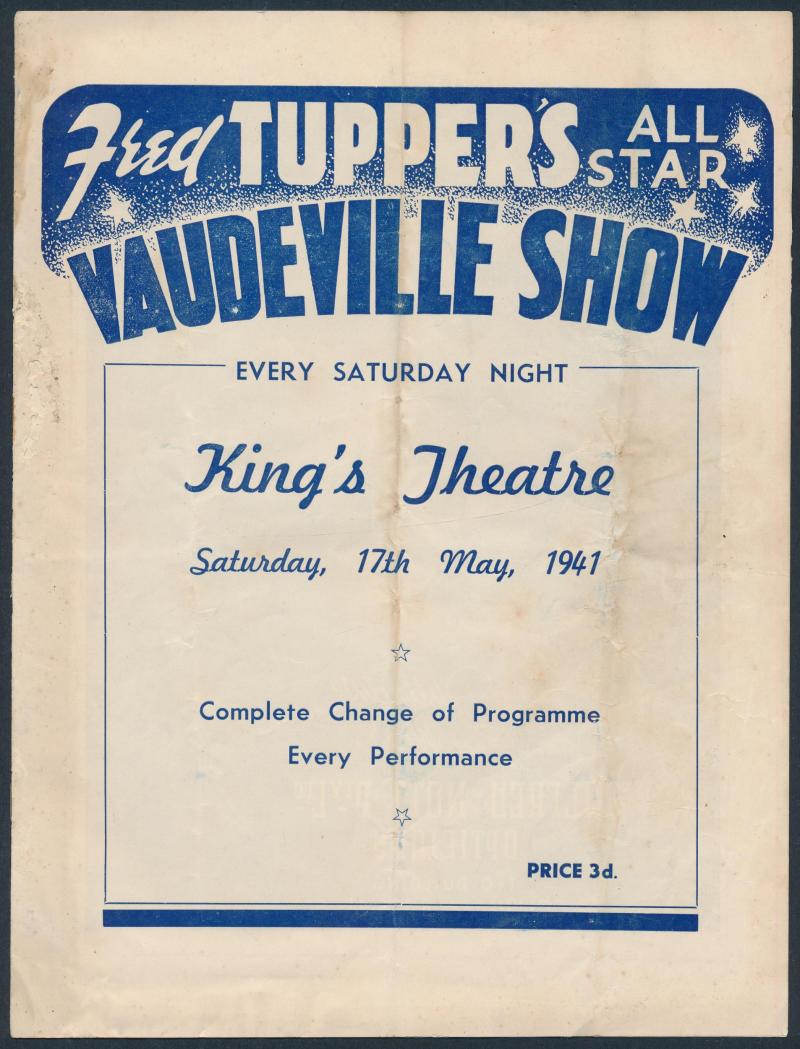 Fred TUPPER'S ALL STAR
VAUDEVILLE SHOW
EVERY SATURDAY NIGHT
King's Theatre
Saturday, 17th May, 1941
Complete Change of Programme
Every Performance
PRICE 3d.